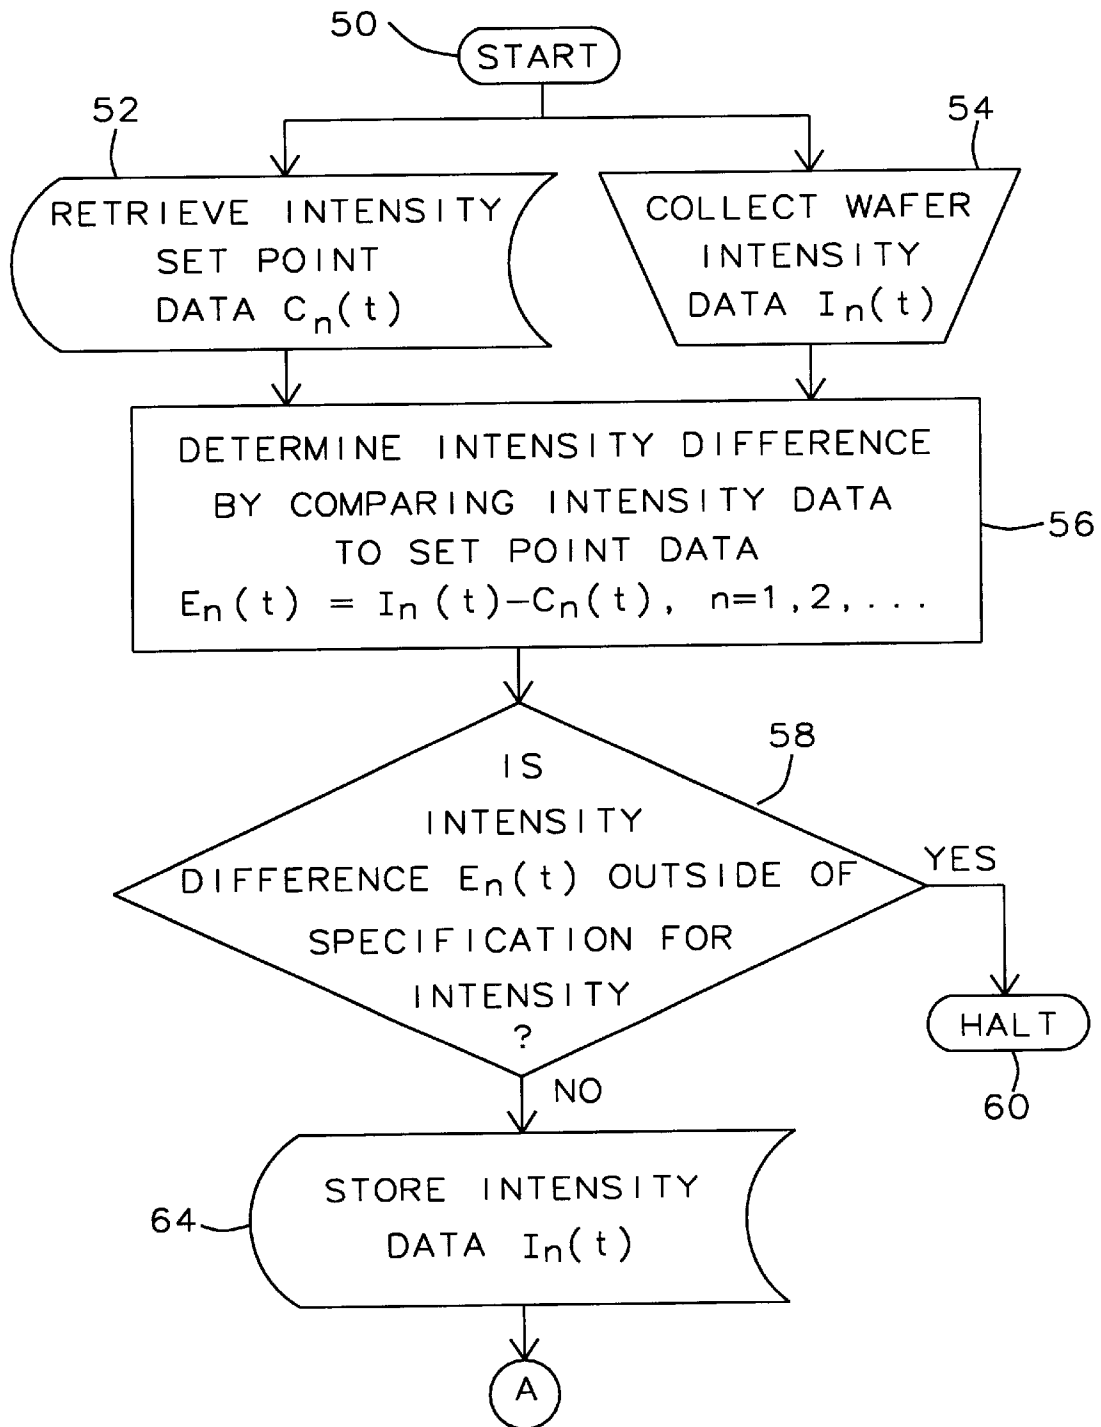 50
START
52
54
RETRIEVE INTENSITY
SET POINT
DATA Cn(t)
COLLECT WAFER
INTENSITY
DATA In(t)
DETERMINE INTENSITY DIFFERENCE
BY COMPARING INTENSITY DATA
TO SET POINT DATA
En(t) = In(t)-Cn(t), n=1,2,...
56
58
IS
INTENSITY
DIFFERENCE En(t) OUTSIDE OF
SPECIFICATION FOR
INTENSITY
?
YES
HALT
60
NO
STORE INTENSITY
DATA In(t)
64
A